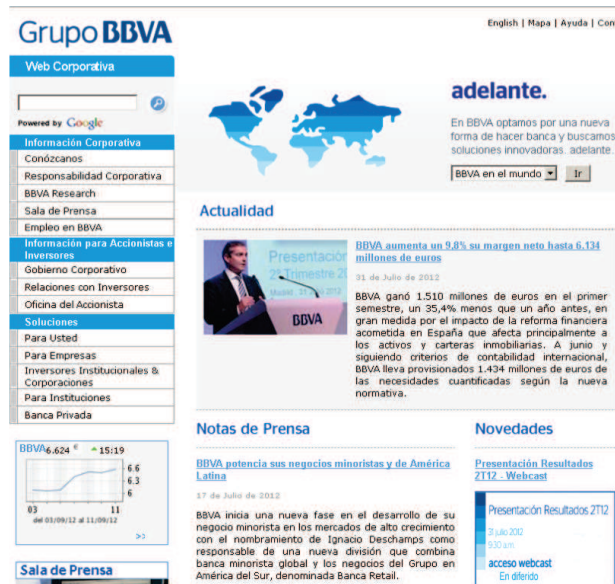 English | Mapa | Ayuda |
Grupo BBVA
Web Corporativa
Powered by Google
Información Corporativa
Conózcanos
Responsabilidad Corporativa
BBVA Research
Sala de Prensa
Empleo en BBVA
Información para Accionistas e
Inversores
Gobierno Corporativo
Relaciones con Inversores
Oficina del Accionista
Soluciones
Para Usted
Para Empresas
Inversores Institucionales &
Corporaciones
Para Instituciones
Banca Privada
BBVA 6.624 € 15:19
6.6
6.3
6
03 11
del 03/09/12 al 11/09/12
>>
Sala de Prensa
adelante.
En BBVA optamos por una nueva
forma de hacer banca y buscamos
soluciones innovadoras. adelante.
BBVA en el mundo Ir
Actualidad
Presentación
2º Trimestre 20
Madrid
BBVA
BBVA aumenta un 9,8% su margen neto hasta 6.134
millones de euros
31 de Julio de 2012
BBVA ganó 1.510 millones de euros en el primer
semestre, un 35,4% menos que un año antes, en
gran medida por el impacto de la reforma financiera
acometida en España que afecta principalmente a
los activos y carteras inmobiliarias. A junio y
siguiendo criterios de contabilidad internacional,
BBVA lleva provisionados 1.434 millones de euros de
las necesidades cuantificadas según la nueva
normativa.
Notas de Prensa
BBVA potencia sus negocios minoristas y de América
Latina
17 de Julio de 2012
BBVA inicia una nueva fase en el desarrollo de su
negocio minorista en los mercados de alto crecimiento
con el nombramiento de Ignacio Deschamps como
responsable de una nueva división que combina
banca minorista global y los negocios del Grupo en
América del Sur, denominada Banca Retail.
Novedades
Presentación Resultados
2T12 - Webcast
Presentación Resultados 2T12
31 julio 2012
9:30 a.m.
acceso webcast
En diferido